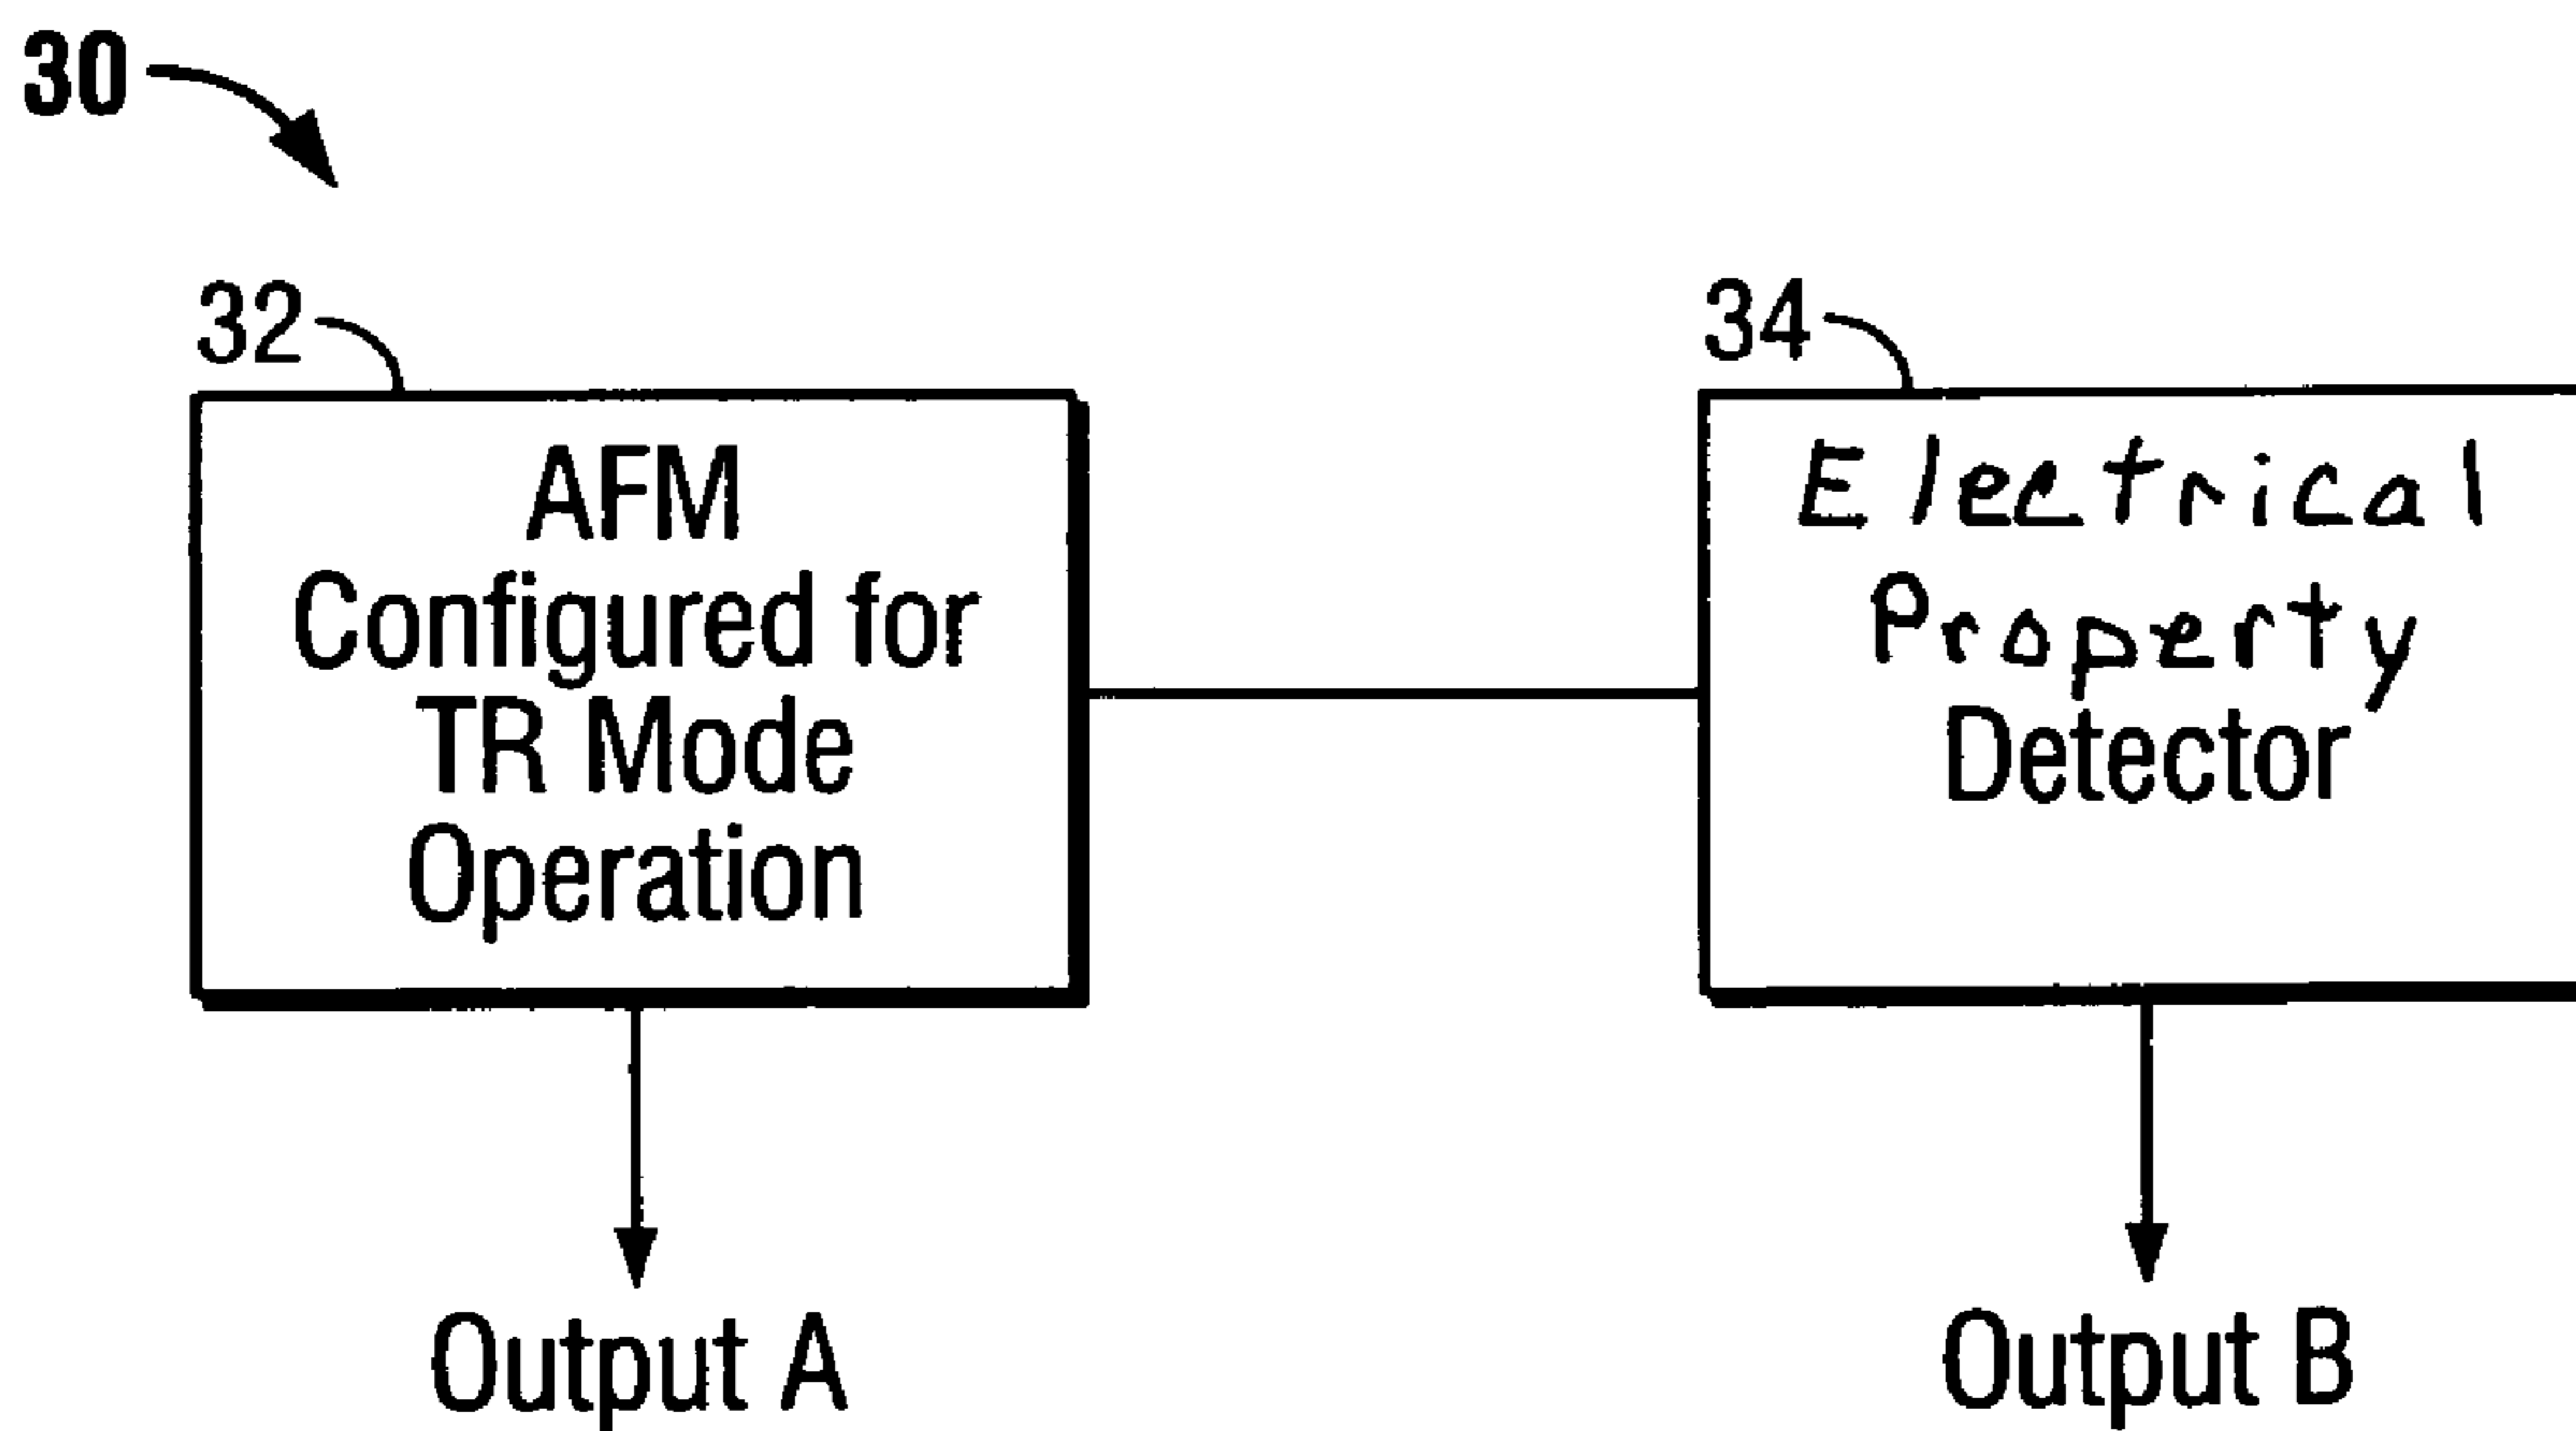 30
32
34
AFM
Configured for
TR Mode
Operation
Electrical
Property
Detector
Output A
Output B